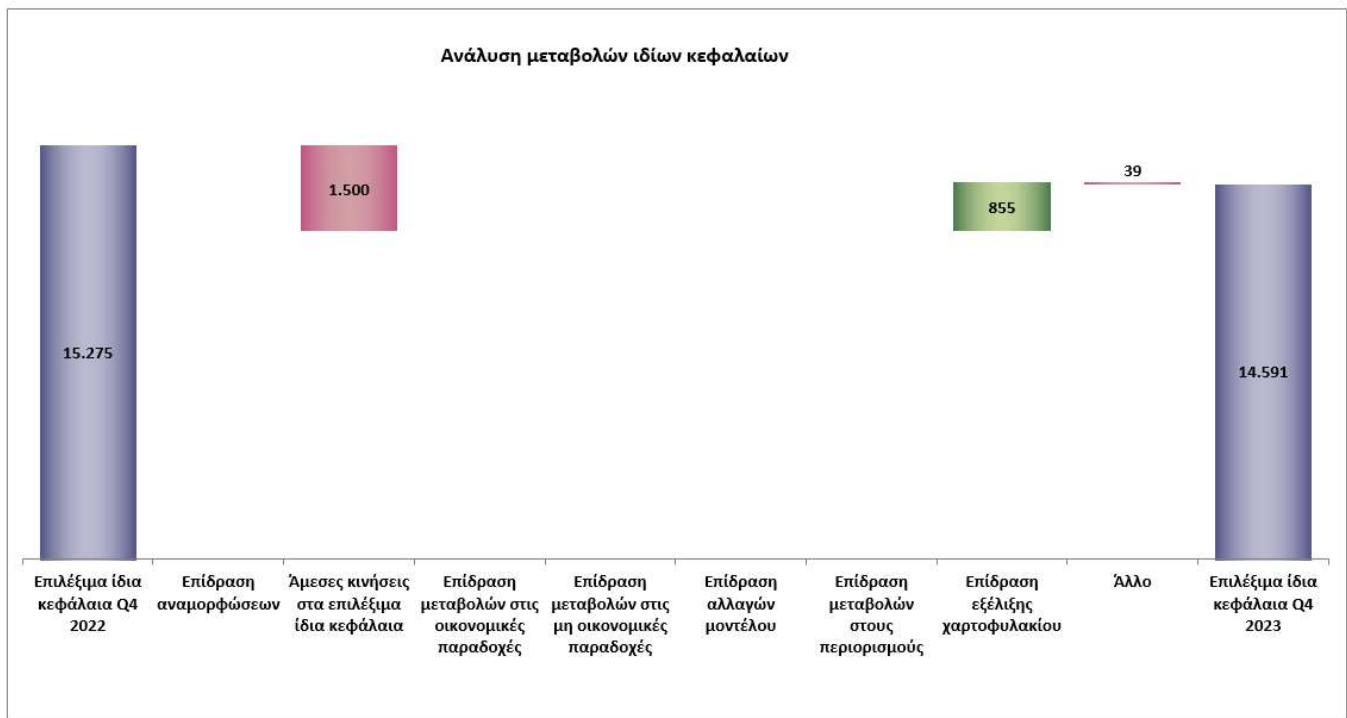 Ανάλυση μεταβολών ιδίων κεφαλαίων
15.275
1.500
855
39
14.591
Επιλέξιμα ίδια
κεφάλαια Q4
2022
Επίδραση
αναμορφώσεων
Άμεσες κινήσεις
στα επιλέξιμα
ίδια κεφάλαια
Επίδραση
μεταβολών στις
οικονομικές
παραδοχές
Επίδραση
μεταβολών στις
μη οικονομικές
παραδοχές
Επίδραση
αλλαγών
μοντέλου
Επίδραση
μεταβολών
στους
περιορισμούς
Επίδραση
εξέλιξης
χαρτοφυλακίου
Άλλο
Επιλέξιμα ίδια
κεφάλαια Q4
2023